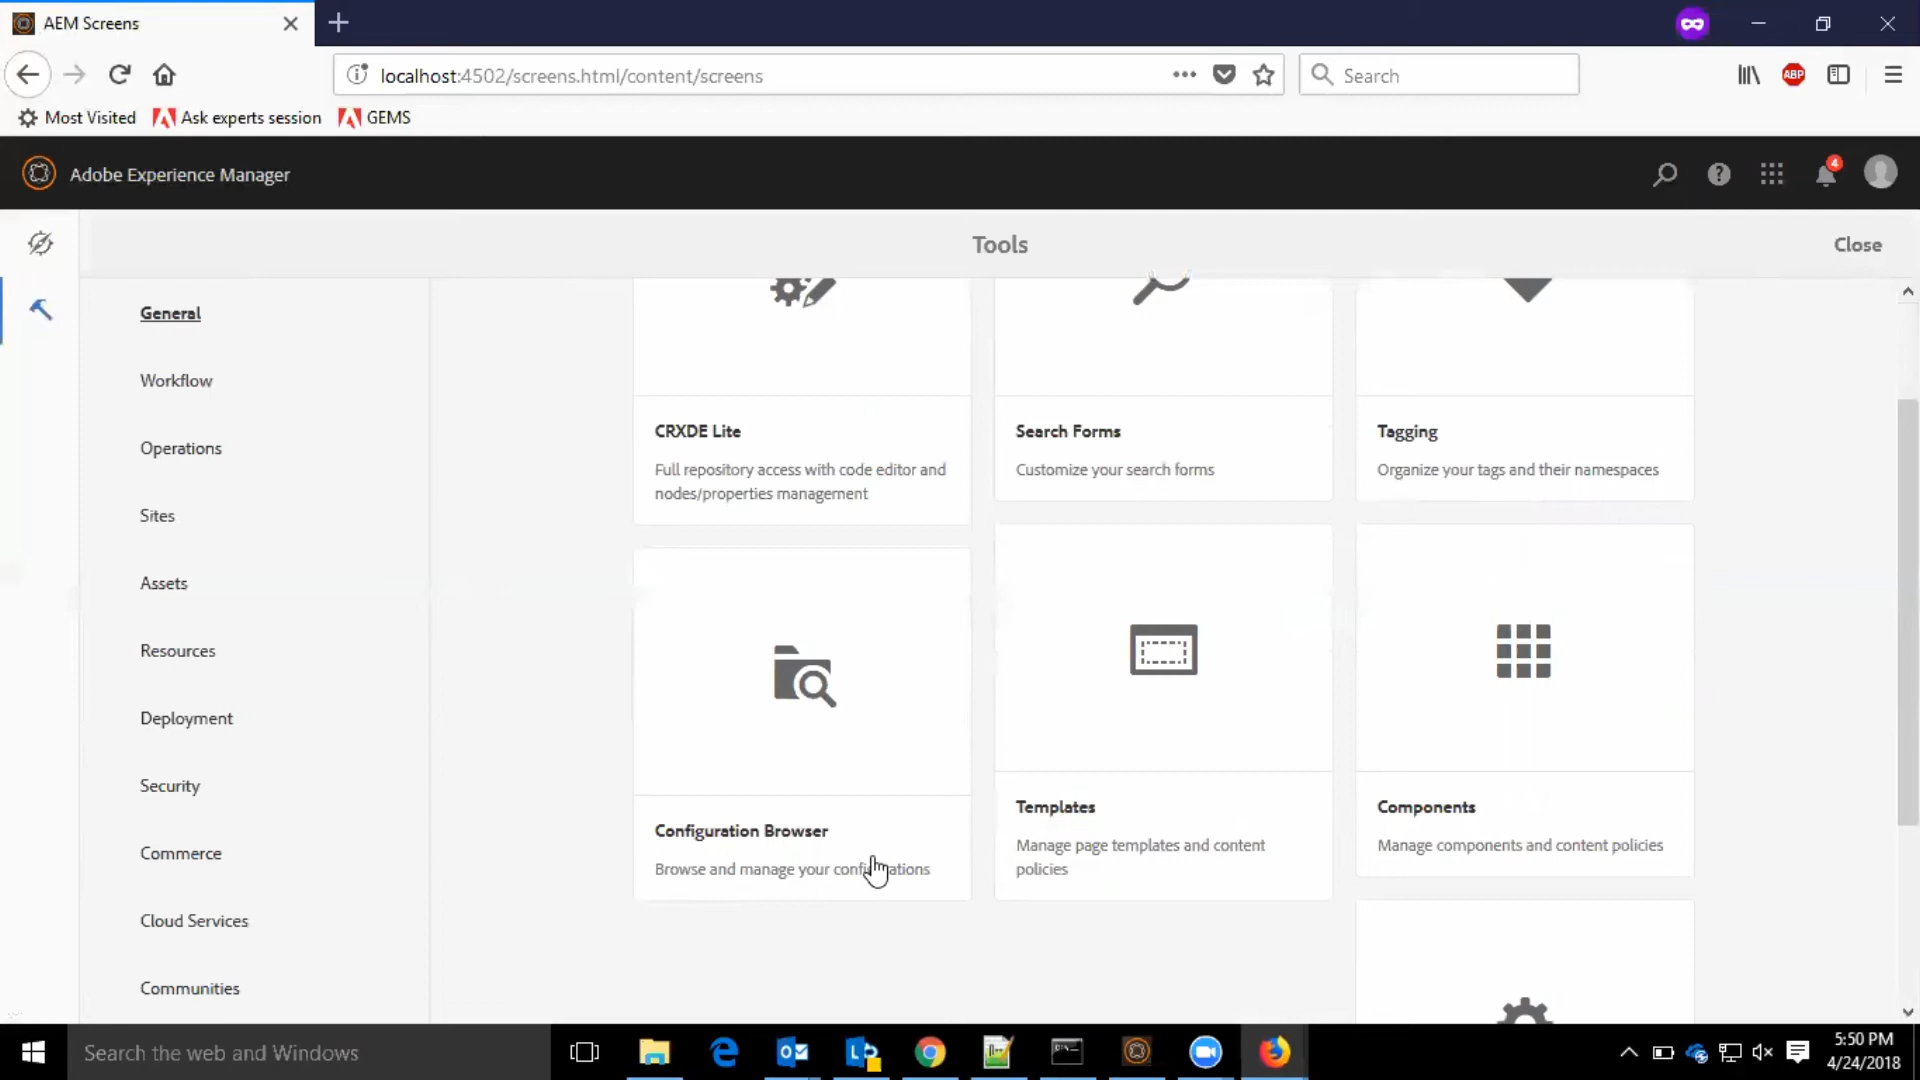 AEM Screens
localhost:4502/screens.html/content/screens
Search
ABP
Most Visited
Ask experts session
GEMS
Adobe Experience Manager
4
Tools
Close
General
Workflow
Operations
Sites
Assets
Resources
Deployment
Security
Commerce
Cloud Services
Communities
CRXDE Lite
Full repository access with code editor and
nodes/properties management
Search Forms
Customize your search forms
Tagging
Organize your tags and their namespaces
Configuration Browser
Browse and manage your configurations
Templates
Manage page templates and content
policies
Components
Manage components and content policies
Search the web and Windows
5:50 PM
4/24/2018